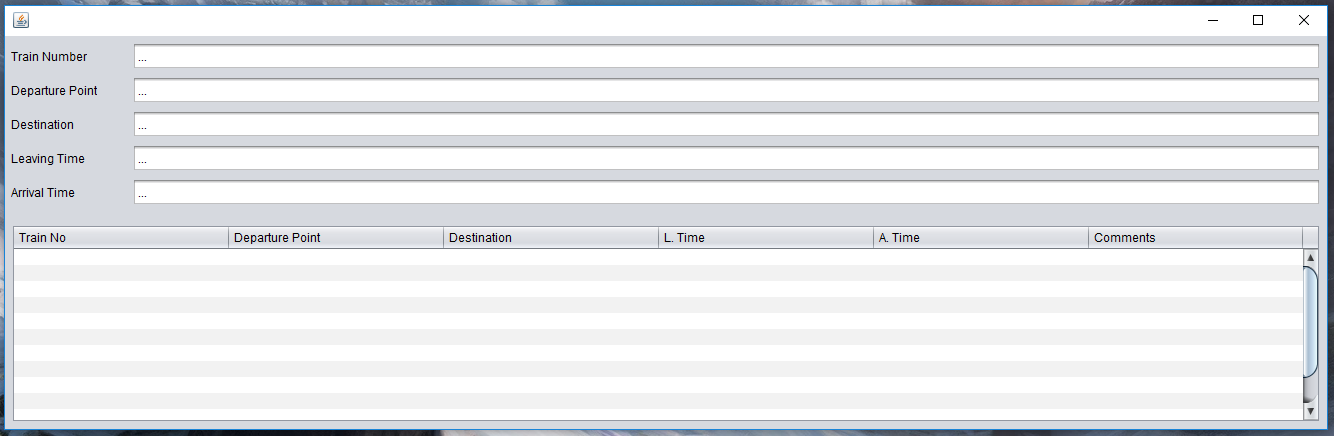 Train Number ...
Departure Point ...
Destination ...
Leaving Time ...
Arrival Time ...
Train No Departure Point Destination L. Time A. Time Comments